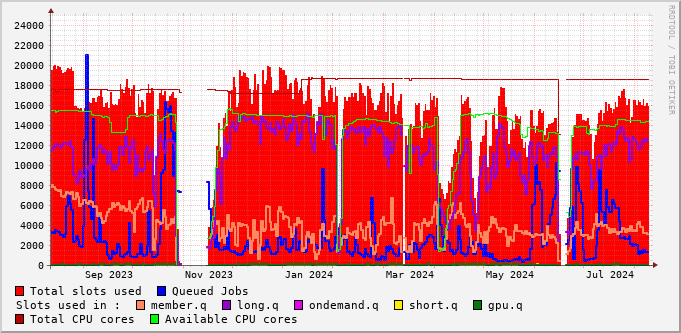 24000
22000
20000
18000
16000
14000
12000
10000
8000
6000
4000
2000
0
Sep 2023 Nov 2023 Jan 2024 Mar 2024 May 2024 Jul 2024
RRDTOOL / TOBI OETIKER
Total slots used Queued Jobs
Slots used in : member.q long.q ondemand.q short.q gpu.q
Total CPU cores Available CPU cores